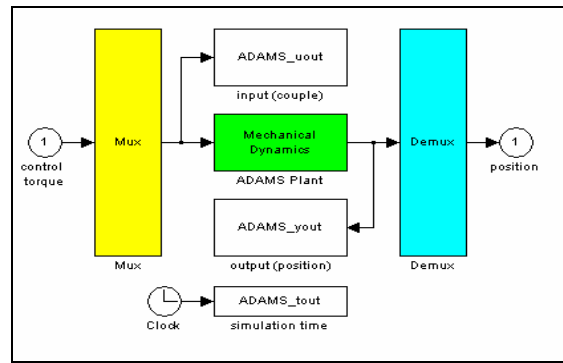 ADAMS_uout
input (couple)
1
control
torque
Mux
Mux
Mechanical
Dynamics
ADAMS Plant
Demux
Demux
1
position
ADAMS_yout
output (position)
Clock
ADAMS_tout
simulation time